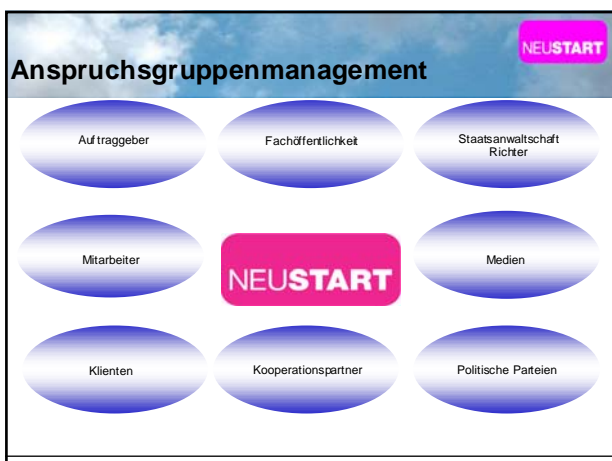 NEUSTART
Anspruchsgruppenmanagement
Auftraggeber
Fachöffentlichkeit
Staatsanwaltschaft
Richter
Mitarbeiter
NEUSTART
Medien
Klienten
Kooperationspartner
Politische Parteien